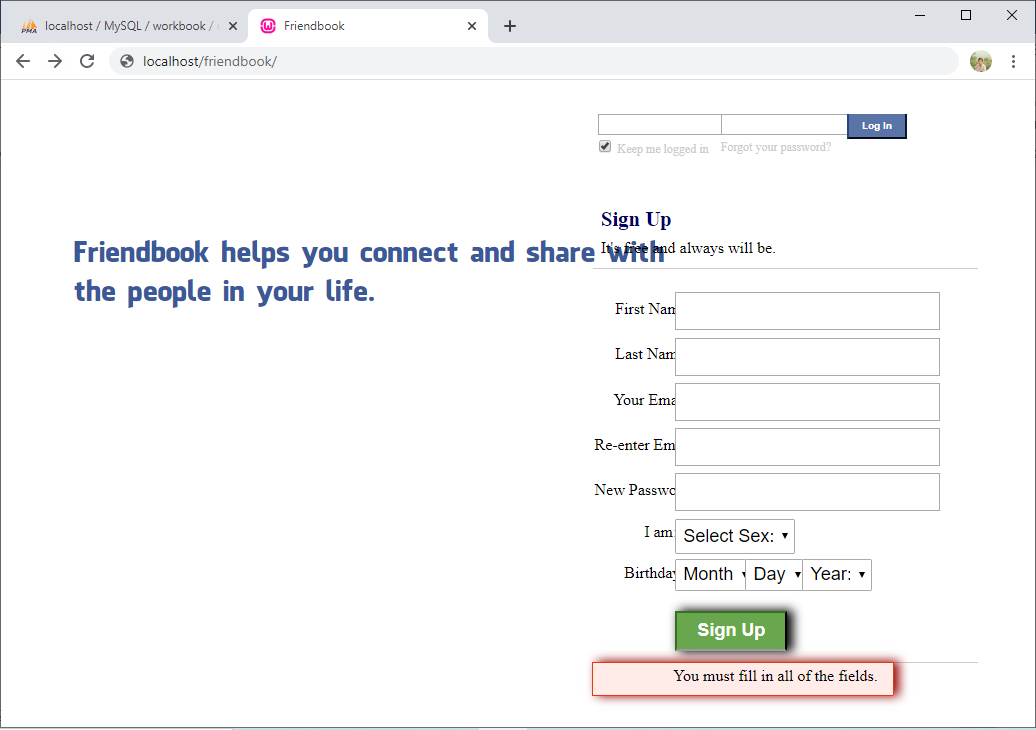 localhost / MySQL / workbook /
Friendbook
localhost/friendbook/
Log In
Keep me logged in Forgot your password?
Sign Up
It's free and always will be.
Friendbook helps you connect and share with
the people in your life.
First Nam
Last Nam
Your Ema
Re-enter Em
New Passwo
I am:
Select Sex:
Birthday
Month Day Year:
Sign Up
You must fill in all of the fields.